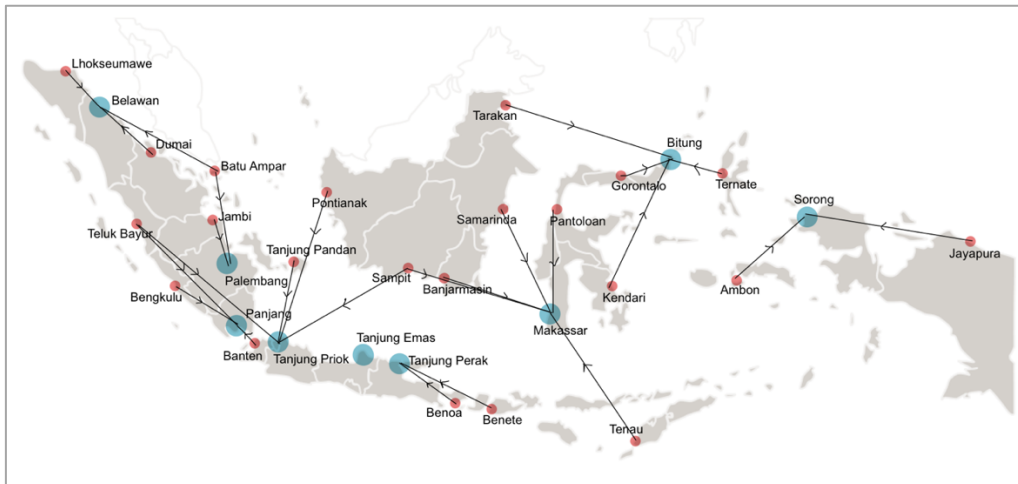 Lhokseumawe
Belawan
Tarakan
Dumai
Bitung
Batu Ampar
Gorontalo
Ternate
Pontianak
Sorong
Jambi
Samarinda
Pantoloan
Teluk Bayur
Tanjung Pandan
Jayapura
Palembang
Sampit
Banjarmasin
Ambon
Kendari
Bengkulu
Panjang
Makassar
Tanjung Emas
Banten
Tanjung Priok
Tanjung Perak
Benoa
Benete
Tenau